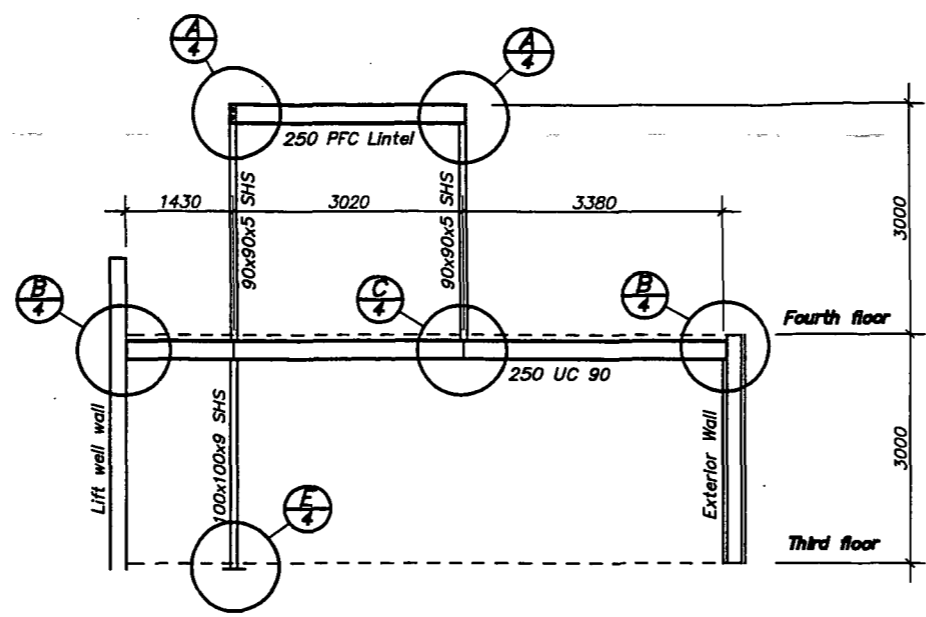 A
4
A
4
250 PFC Lintel
1430
3020
3380
90x90x5 SHS
90x90x5 SHS
3000
B
4
C
4
B
4
Fourth floor
250 UC 90
Lift well wall
100x100x9 SHS
Exterior Wall
3000
E
4
Third floor